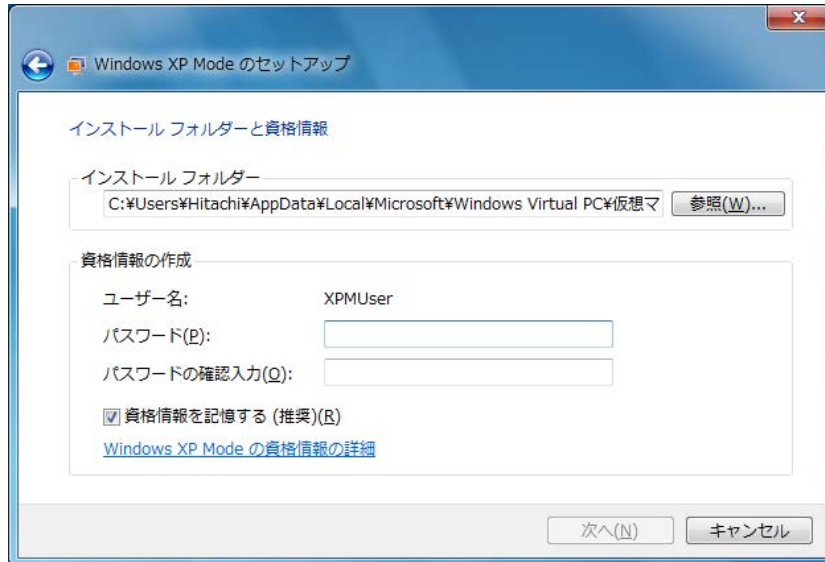 Windows XP Mode のセットアップ
インストール フォルダーと資格情報
インストール フォルダー
C:¥Users¥Hitachi¥AppData¥Local¥Microsoft¥Windows Virtual PC¥仮想マ 参照(W)...
資格情報の作成
ユーザー名: XPMUser
パスワード(P):
パスワードの確認入力(O):
資格情報を記憶する (推奨)(R)
Windows XP Mode の資格情報の詳細
次へ(N) キャンセル